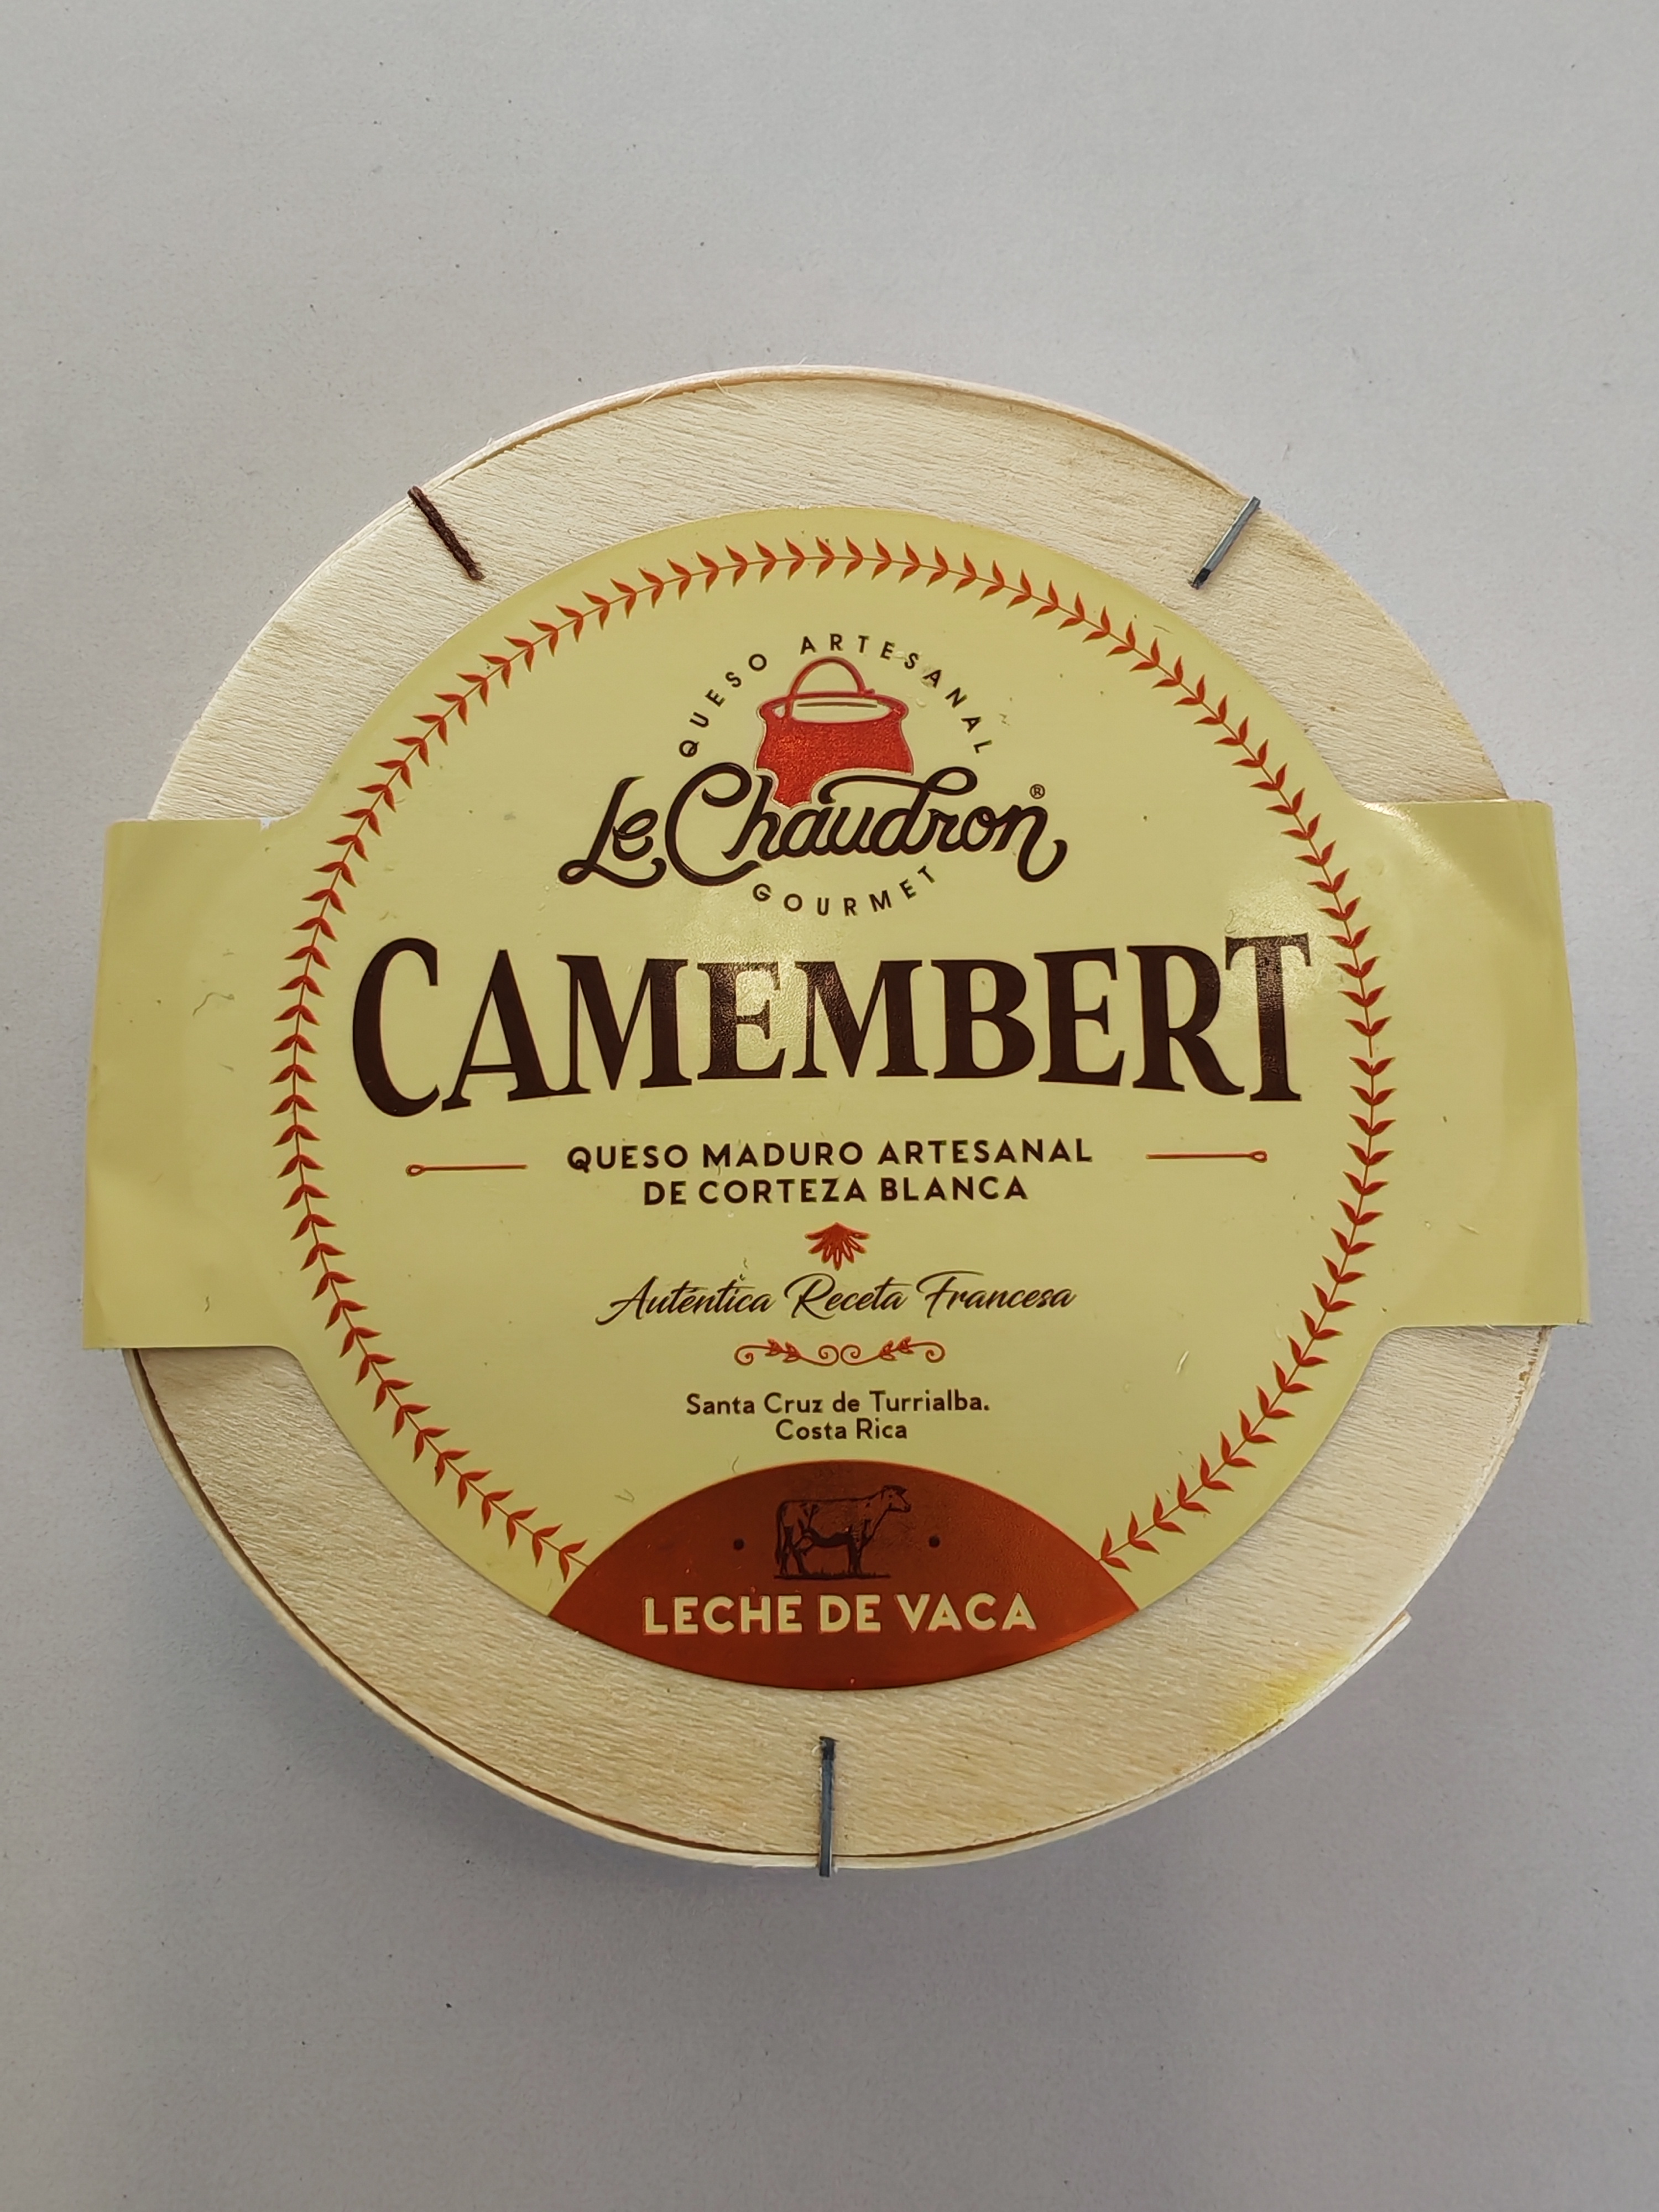 QUESO ARTESANAL
Le Chaudron®
GOURMET
CAMEMBERT
QUESO MADURO ARTESANAL
DE CORTEZA BLANCA
Auténtica Receta Francesa
Santa Cruz de Turrialba.
Costa Rica
LECHE DE VACA